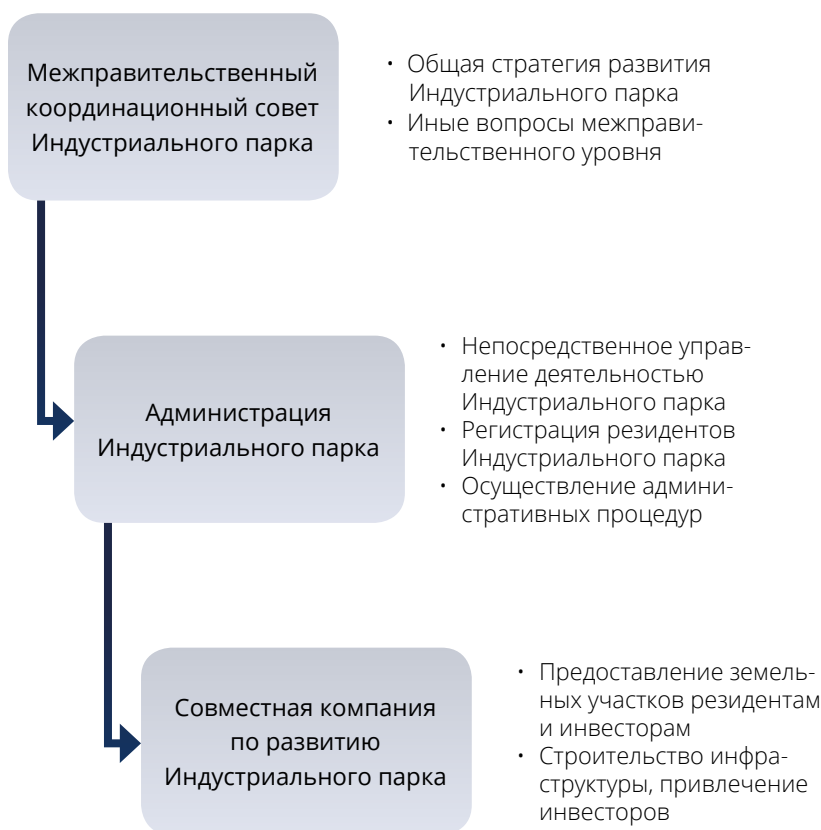 Межправительственный
координационный совет
Индустриального парка
· Общая стратегия развития
Индустриального парка
· Иные вопросы межправи-
тельственного уровня
Администрация
Индустриального парка
· Непосредственное управ-
ление деятельностью
Индустриального парка
· Регистрация резидентов
Индустриального парка
· Осуществление админи-
стративных процедур
Совместная компания
по развитию
Индустриального парка
· Предоставление земель-
ных участков резидентам
и инвесторам
· Строительство инфра-
структуры, привлечение
инвесторов